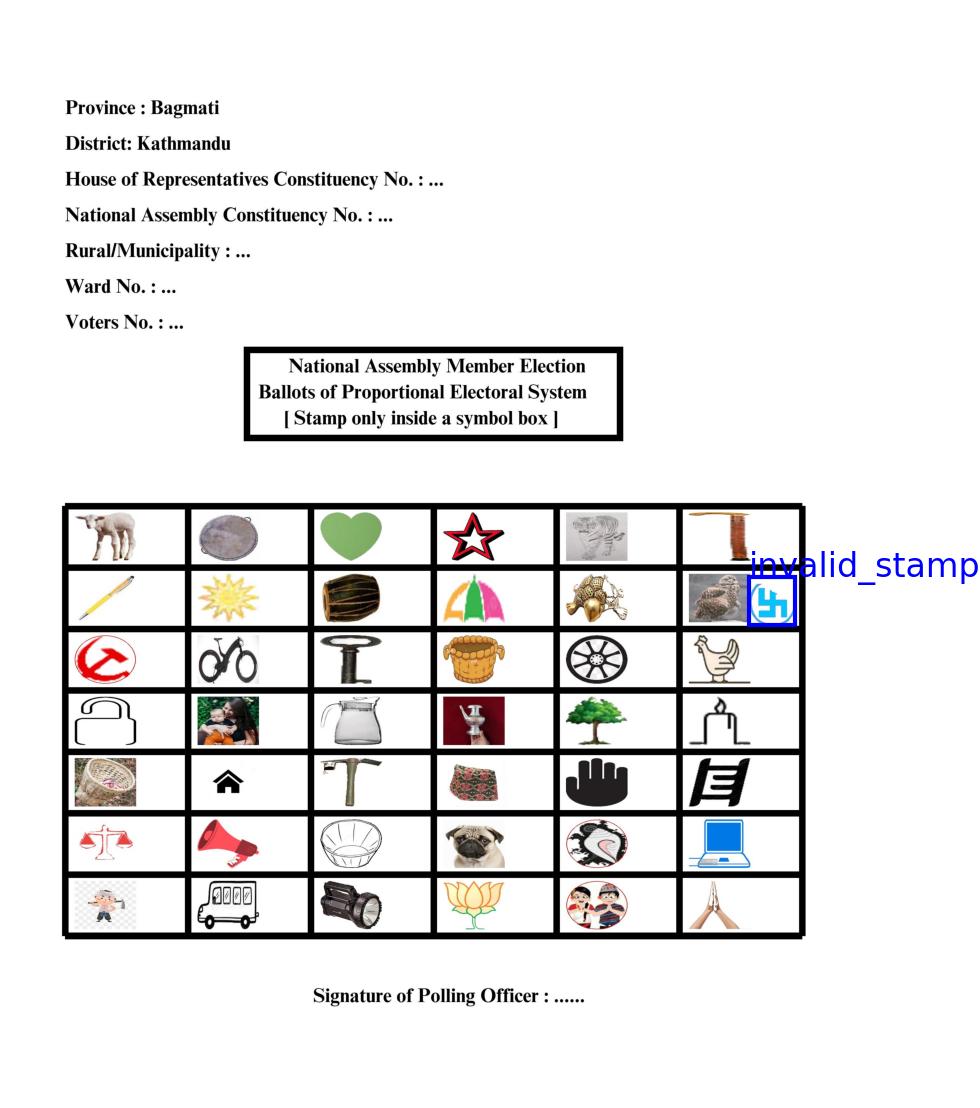 Province : Bagmati
District: Kathmandu
House of Representatives Constituency No. : ...
National Assembly Constituency No. : ...
Rural/Municipality : ...
Ward No. : ...
Voters No. : ...
National Assembly Member Election
Ballots of Proportional Electoral System
[ Stamp only inside a symbol box ]
invalid_stamp
Signature of Polling Officer : ......